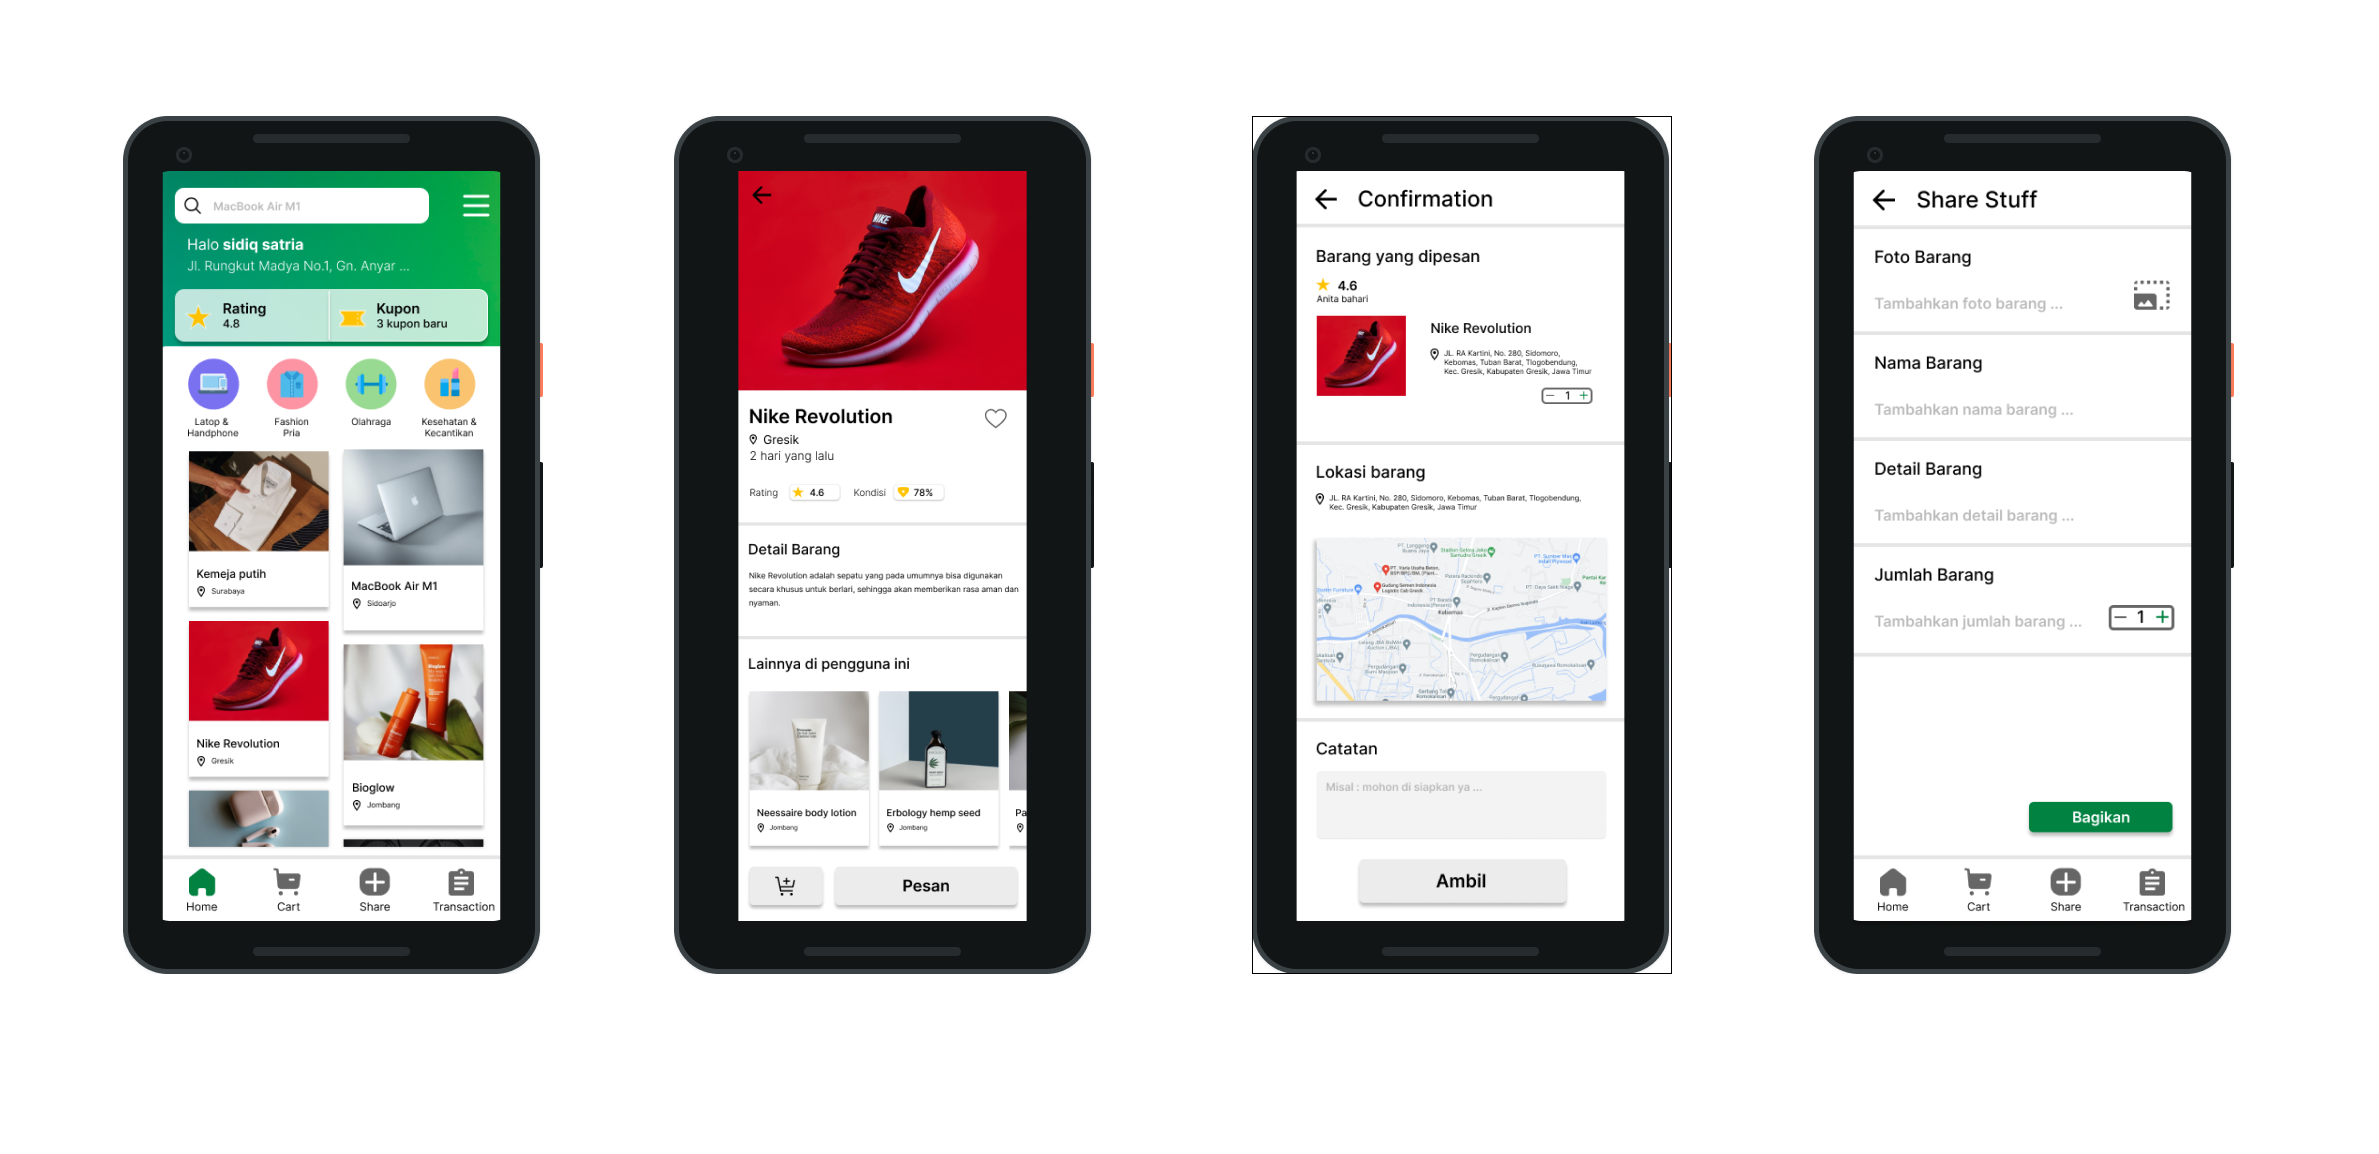 MacBook Air M1
Halo sidiq satria
Jl. Rungkut Madya No.1, Gn. Anyar ...
Rating
4.8
Kupon
3 kupon baru
Latop &
Handphone
Fashion
Pria
Olahraga
Kesehatan &
Kecantikan
Kemeja putih
Surabaya
MacBook Air M1
Sidoarjo
Nike Revolution
Gresik
Bioglow
Jombang
Home
Cart
Share
Transaction
NIKE
Nike Revolution
Gresik
2 hari yang lalu
Rating
4.6
Kondisi
78%
Detail Barang
Nike Revolution adalah sepatu yang pada umumnya bisa digunakan
secara khusus untuk berlari, sehingga akan memberikan rasa aman dan
nyaman.
Lainnya di pengguna ini
Neessaire body lotion
Jombang
Erbology hemp seed
Jombang
Pa
Pesan
Confirmation
Barang yang dipesan
4.6
Anita bahari
Nike Revolution
JL. RA Kartini, No. 280, Sidomoro,
Kebomas, Tuban Barat, Tlogobendung,
Kec. Gresik, Kabupaten Gresik, Jawa Timur
1
Lokasi barang
JL. RA Kartini, No. 280, Sidomoro, Kebomas, Tuban Barat, Tlogobendung,
Kec. Gresik, Kabupaten Gresik, Jawa Timur
Gudang Semen Indonesia
Logistic Cab Gresik
Kebomas
Catatan
Misal : mohon di siapkan ya ...
Ambil
Share Stuff
Foto Barang
Tambahkan foto barang ...
Nama Barang
Tambahkan nama barang ...
Detail Barang
Tambahkan detail barang ...
Jumlah Barang
Tambahkan jumlah barang ...
1
Bagikan
Home
Cart
Share
Transaction